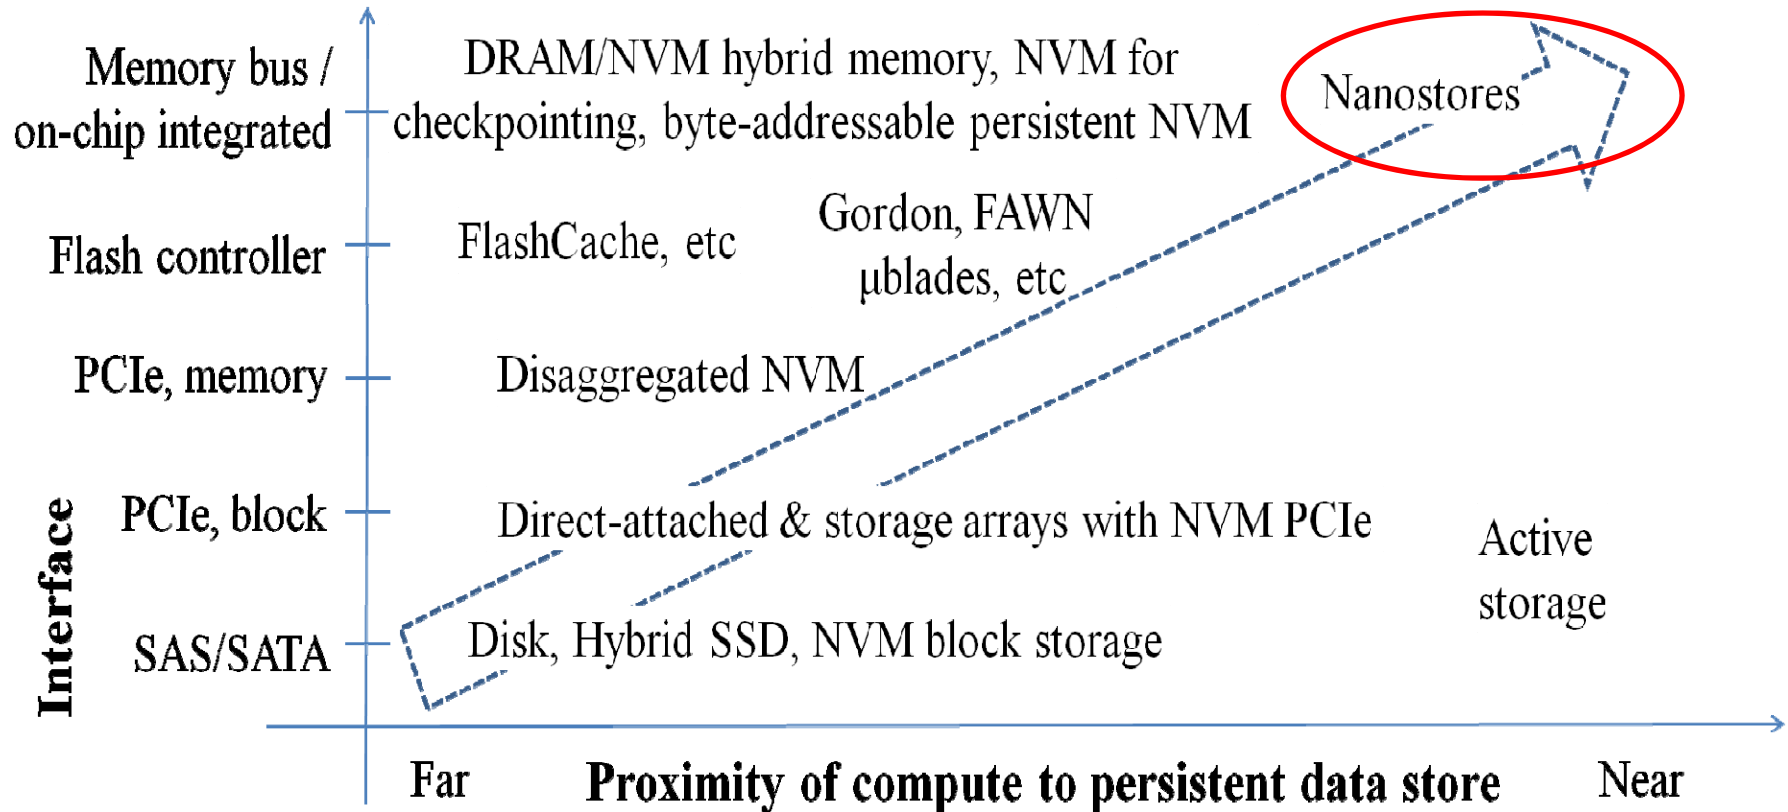 Memory bus /
on-chip integrated
DRAM/NVM hybrid memory, NVM for
checkpointing, byte-addressable persistent NVM
Nanostores
Flash controller
FlashCache, etc
Gordon, FAWN
μblades, etc
PCIe, memory
Disaggregated NVM
PCIe, block
Direct-attached & storage arrays with NVM PCIe
Active
storage
SAS/SATA
Disk, Hybrid SSD, NVM block storage
Interface
Far
Proximity of compute to persistent data store
Near